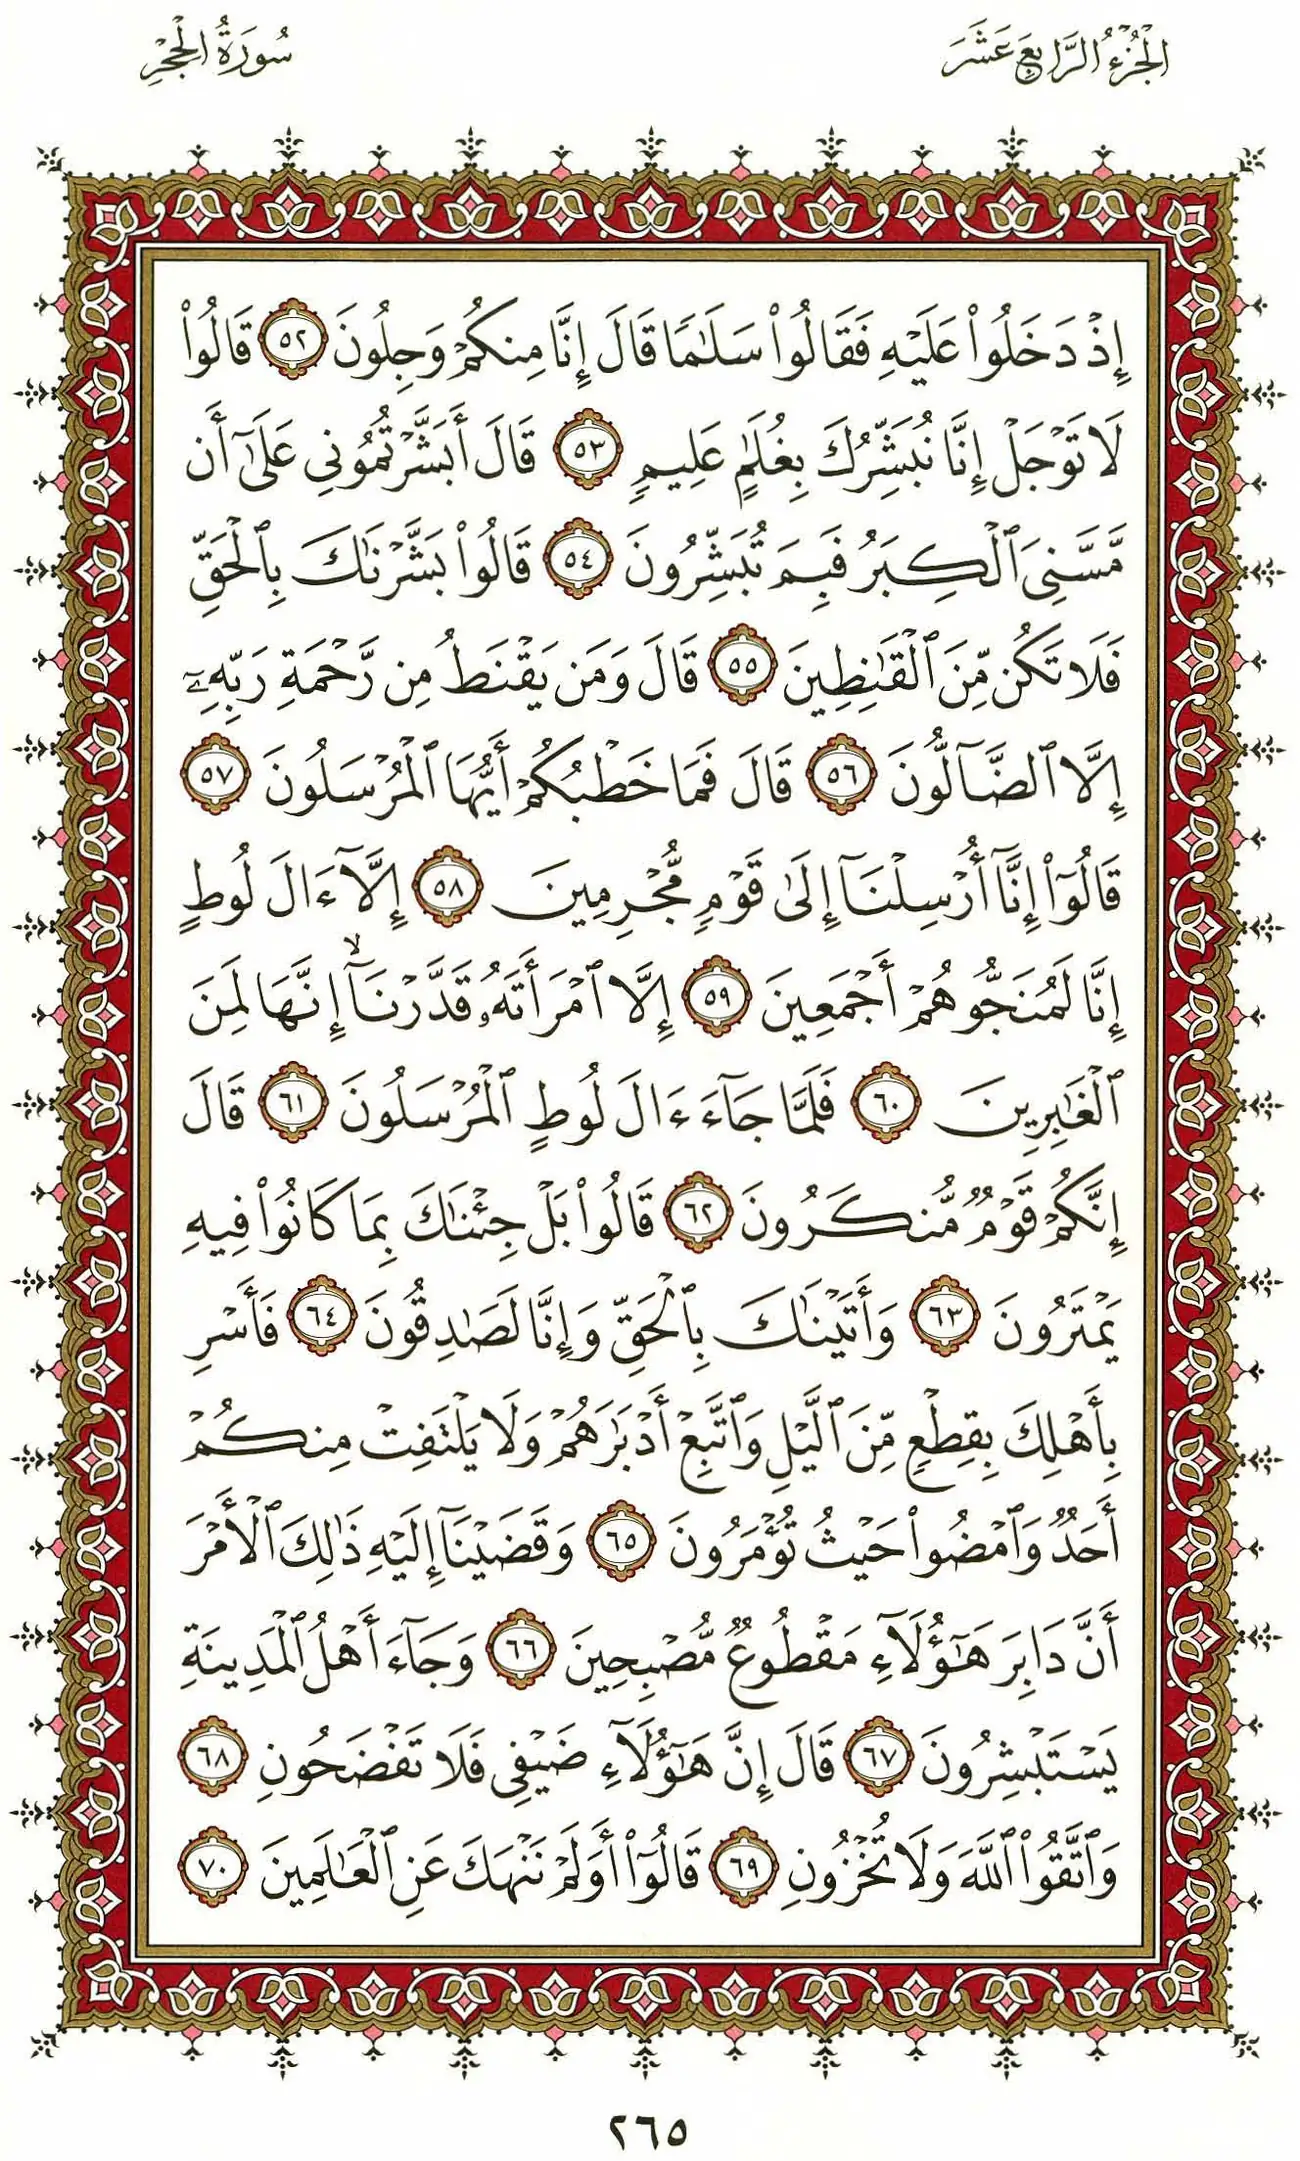 الجزء الرابع عشر
سورة الحجر
إِذْ دَخَلُوا۟ عَلَيْهِ فَقَالُوا۟ سَلَـٰمًا قَالَ إِنَّا مِنكُمْ وَجِلُونَ ٥٢ قَالُوا۟
لَا تَوْجَلْ إِنَّا نُبَشِّرُكَ بِغُلَـٰمٍ عَلِيمٍ ٥٣ قَالَ أَبَشَّرْتُمُونِى عَلَىٰٓ أَن
مَّسَّنِىَ ٱلْكِبَرُ فَبِمَ تُبَشِّرُونَ ٥٤ قَالُوا۟ بَشَّرْنَـٰكَ بِٱلْحَقِّ
فَلَا تَكُن مِّنَ ٱلْقَـٰنِطِينَ ٥٥ قَالَ وَمَن يَقْنَطُ مِن رَّحْمَةِ رَبِّهِۦٓ
إِلَّا ٱلضَّآلُّونَ ٥٦ قَالَ فَمَا خَطْبُكُمْ أَيُّهَا ٱلْمُرْسَلُونَ ٥٧
قَالُوٓا۟ إِنَّآ أُرْسِلْنَآ إِلَىٰ قَوْمٍ مُّجْرِمِينَ ٥٨ إِلَّآ ءَالَ لُوطٍ
إِنَّا لَمُنَجُّوهُمْ أَجْمَعِينَ ٥٩ إِلَّا ٱمْرَأَتَهُۥ قَدَّرْنَآ ۙ إِنَّهَا لَمِنَ
ٱلْغَـٰبِرِينَ ٦٠ فَلَمَّا جَآءَ ءَالَ لُوطٍ ٱلْمُرْسَلُونَ ٦١ قَالَ
إِنَّكُمْ قَوْمٌ مُّنكَرُونَ ٦٢ قَالُوا۟ بَلْ جِئْنَـٰكَ بِمَا كَانُوا۟ فِيهِ
يَمْتَرُونَ ٦٣ وَأَتَيْنَـٰكَ بِٱلْحَقِّ وَإِنَّا لَصَـٰدِقُونَ ٦٤ فَأَسْرِ
بِأَهْلِكَ بِقِطْعٍ مِّنَ ٱلَّيْلِ وَٱتَّبِعْ أَدْبَـٰرَهُمْ وَلَا يَلْتَفِتْ مِنكُمْ
أَحَدٌ وَٱمْضُوا۟ حَيْثُ تُؤْمَرُونَ ٦٥ وَقَضَيْنَآ إِلَيْهِ ذَٰلِكَ ٱلْأَمْرَ
أَنَّ دَابِرَ هَـٰٓؤُلَآءِ مَقْطُوعٌ مُّصْبِحِينَ ٦٦ وَجَآءَ أَهْلُ ٱلْمَدِينَةِ
يَسْتَبْشِرُونَ ٦٧ قَالَ إِنَّ هَـٰٓؤُلَآءِ ضَيْفِى فَلَا تَفْضَحُونِ ٦٨
وَٱتَّقُوا۟ ٱللَّهَ وَلَا تُخْزُونِ ٦٩ قَالُوٓا۟ أَوَلَمْ نَنْهَكَ عَنِ ٱلْعَـٰلَمِينَ ٧٠
٢٦٥